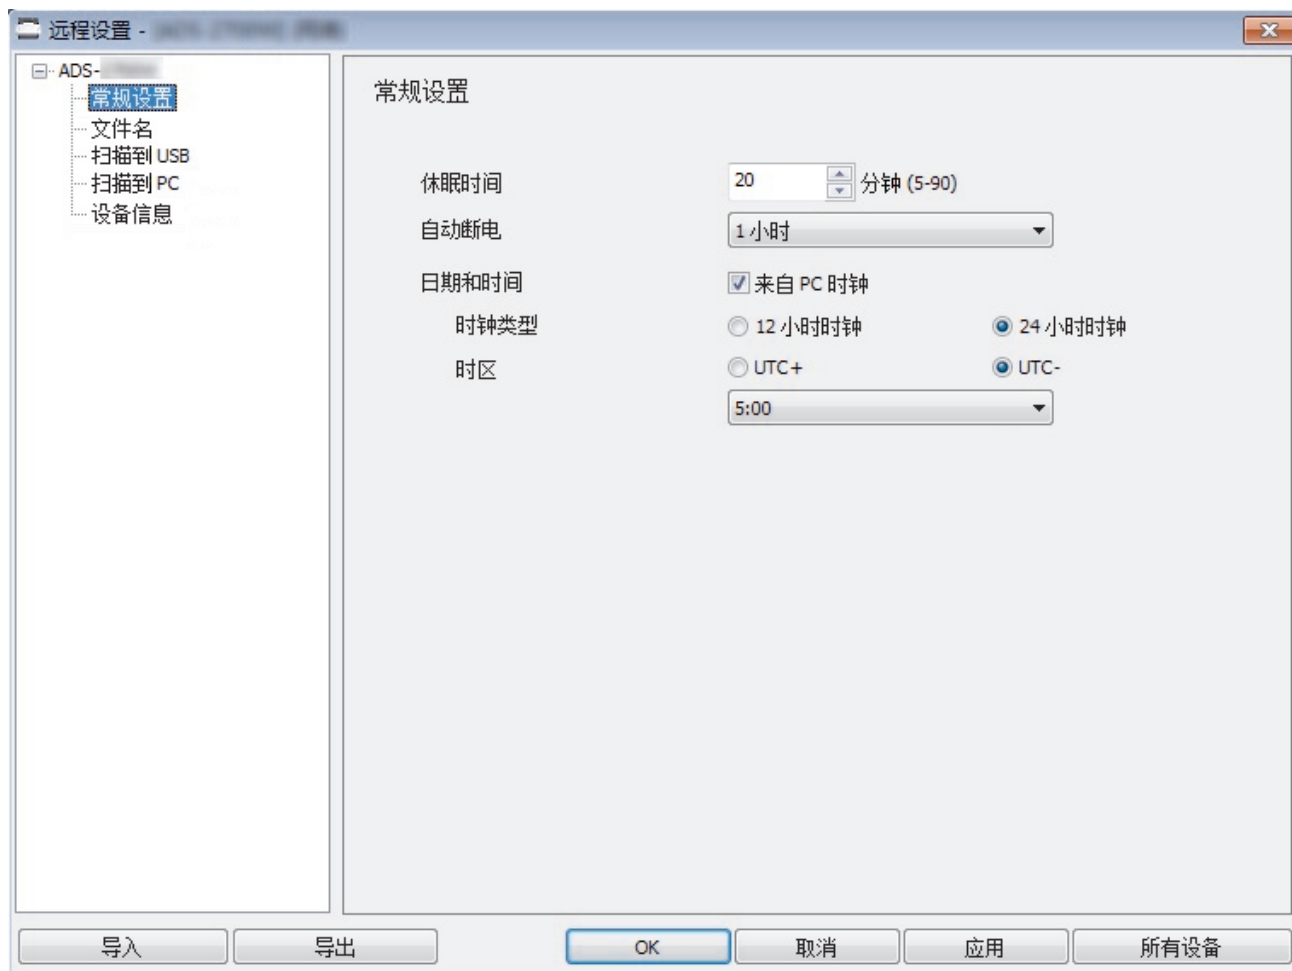 远程设置 -
ADS-
常规设置
文件名
扫描到 USB
扫描到 PC
设备信息
常规设置
休眠时间 20 分钟 (5-90)
自动断电 1 小时
日期和时间 来自 PC 时钟
时钟类型 12 小时时钟 24 小时时钟
时区 UTC+ UTC-
5:00
导入 导出 OK 取消 应用 所有设备